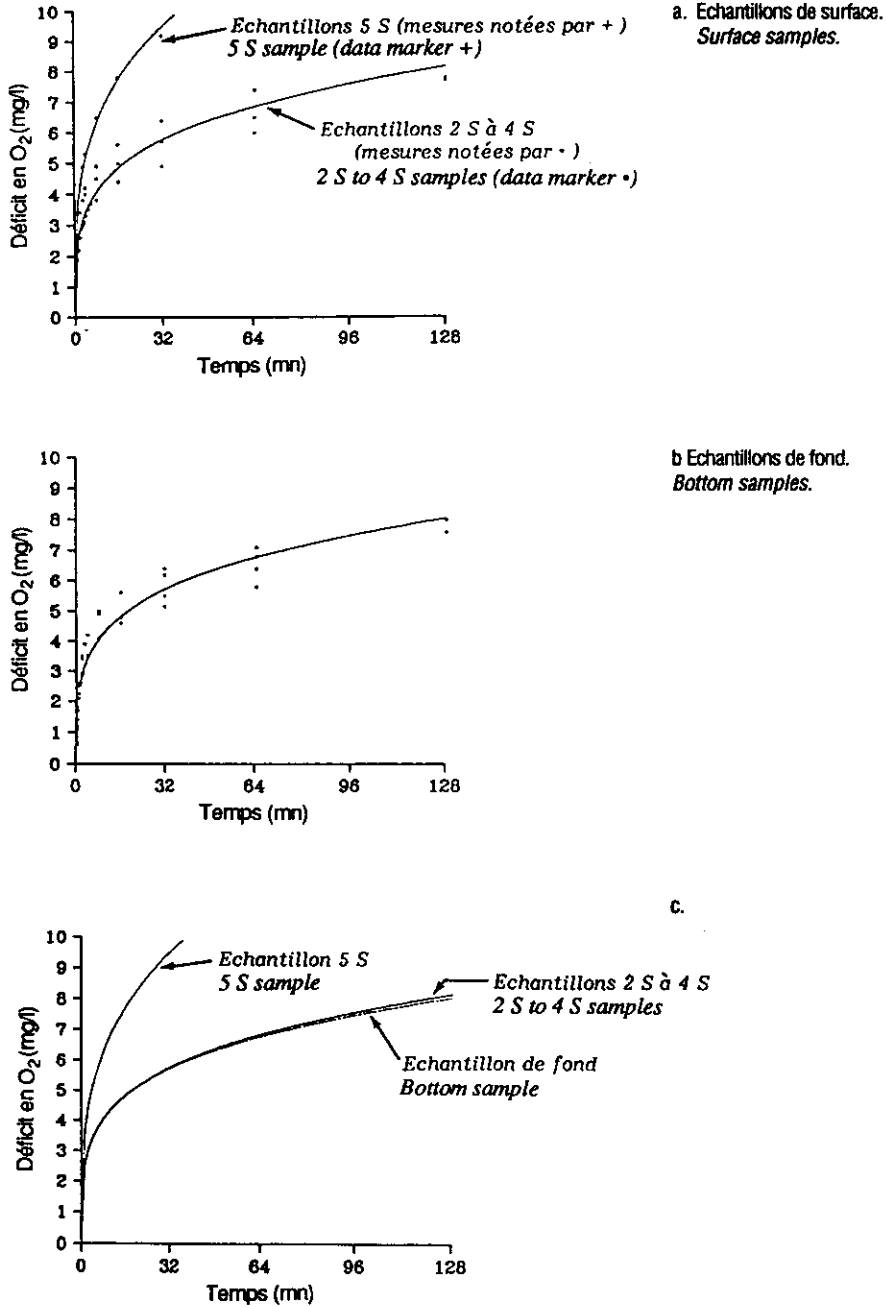 a. Echantillons de surface.
Surface samples.
Déficit en O2 (mg/l)
10
9
8
7
6
5
4
3
2
1
0
Echantillons 5 S (mesures notées par + )
5 S sample (data marker +)
Echantillons 2 S à 4 S
(mesures notées par · )
2 S to 4 S samples (data marker •)
0 32 64 96 128
Temps (mn)
b Echantillons de fond.
Bottom samples.
Déficit en O2 (mg/l)
10
9
8
7
6
5
4
3
2
1
0
0 32 64 96 128
Temps (mn)
c.
Déficit en O2 (mg/l)
10
9
8
7
6
5
4
3
2
1
0
Echantillon 5 S
5 S sample
Echantillons 2 S à 4 S
2 S to 4 S samples
Echantillon de fond
Bottom sample
0 32 64 96 128
Temps (mn)